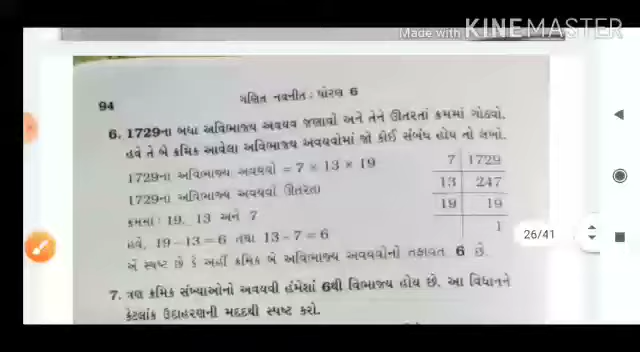 Made with KINEMASTER
94
ગણિત નવનીત : ધોરણ 6
6. 1729ના બધા અવિભાજ્ય અવયવ જણાવો અને તેને ઊતરતાં ક્રમમાં ગોઠવો.
હવે તે બે ક્રમિક આવેલા અવિભાજ્ય અવયવોમાં જો કોઈ સંબંધ હોય તો લખો.
1729ના અવિભાજ્ય અવયવો = 7 × 13 × 19
7 1729
1729ના અવિભાજ્ય અવયવો ઊતરતા
13 247
ક્રમમાં : 19, 13 અને 7
19 19
1
હવે, 19 – 13 = 6 તથા 13 – 7 = 6
26/41
એ સ્પષ્ટ છે કે અહીં ક્રમિક બે અવિભાજ્ય અવયવોનો તફાવત 6 છે.
7. ત્રણ ક્રમિક સંખ્યાઓનો અવયવી હંમેશાં 6થી વિભાજ્ય હોય છે. આ વિધાનને
કેટલાંક ઉદાહરણની મદદથી સ્પષ્ટ કરો.